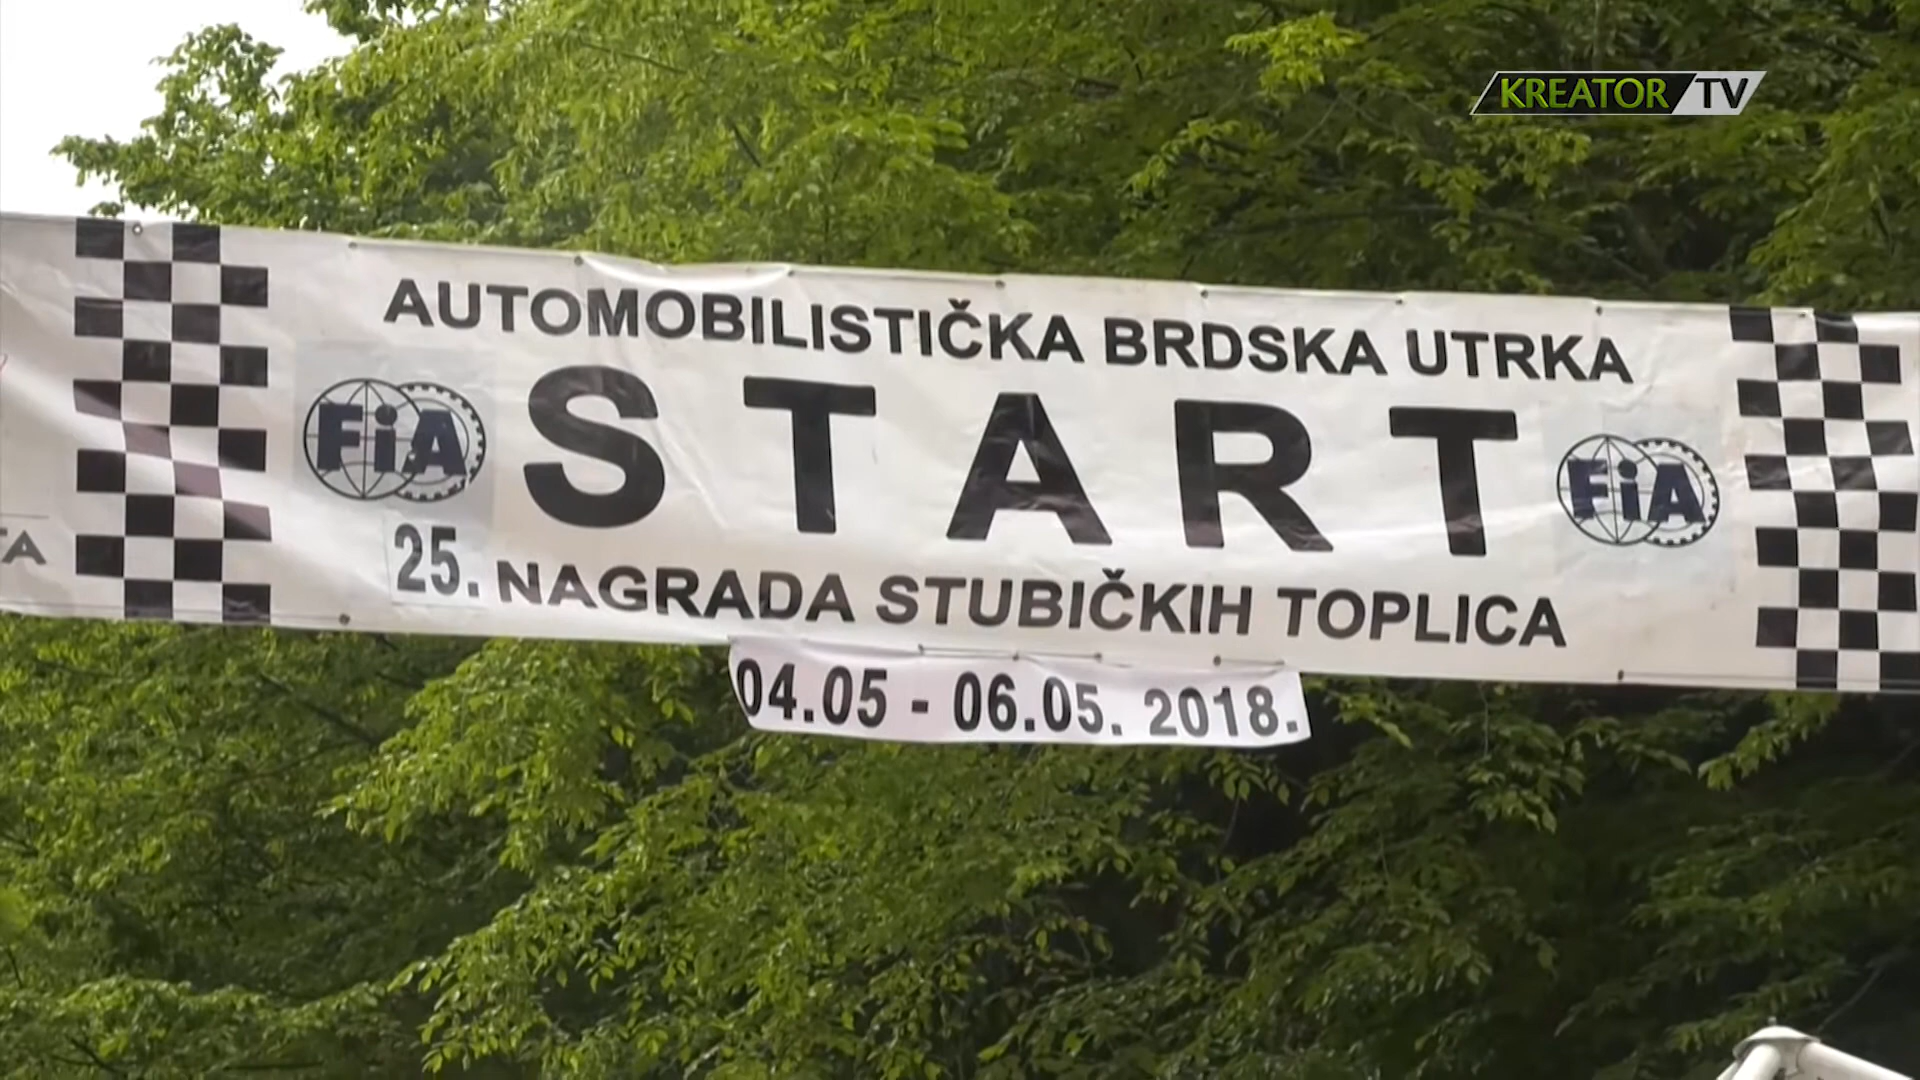 KREATOR TV
AUTOMOBILISTIČKA BRDSKA UTRKA
FiA START FiA
25. NAGRADA STUBIČKIH TOPLICA
04.05 - 06.05. 2018.